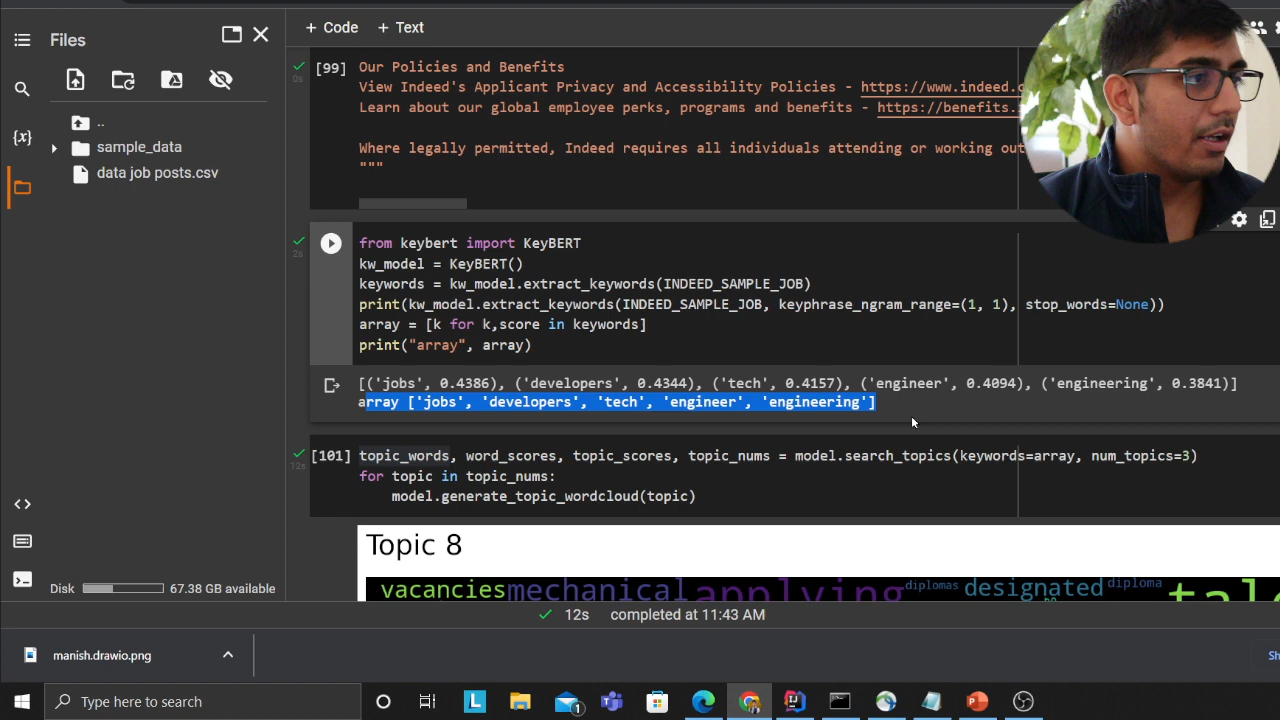 Files
+ Code + Text
..
sample_data
data job posts.csv
[99] Our Policies and Benefits
0s
View Indeed's Applicant Privacy and Accessibility Policies - https://www.indeed.
Learn about our global employee perks, programs and benefits - https://benefits.
Where legally permitted, Indeed requires all individuals attending or working
"""
2s
from keybert import KeyBERT
kw_model = KeyBERT()
keywords = kw_model.extract_keywords(INDEED_SAMPLE_JOB)
print(kw_model.extract_keywords(INDEED_SAMPLE_JOB, keyphrase_ngram_range=(1, 1), stop_words=None))
array = [k for k,score in keywords]
print("array", array)
[('jobs', 0.4386), ('developers', 0.4344), ('tech', 0.4157), ('engineer', 0.4094), ('engineering', 0.3841)]
array ['jobs', 'developers', 'tech', 'engineer', 'engineering']
[101] topic_words, word_scores, topic_scores, topic_nums = model.search_topics(keywords=array, num_topics=3)
12s
for topic in topic_nums:
model.generate_topic_wordcloud(topic)
Topic 8
vacancies mechanical applying diplomas designated diploma
Disk 67.38 GB available
12s completed at 11:43 AM
manish.drawio.png
Type here to search
1